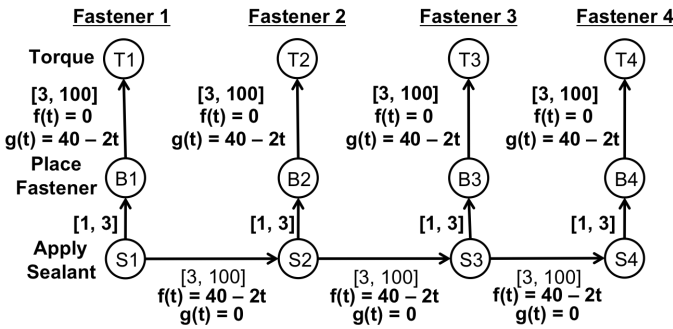 Fastener 1 Fastener 2 Fastener 3 Fastener 4
Torque T1 T2 T3 T4
[3, 100] [3, 100] [3, 100] [3, 100]
f(t) = 0 f(t) = 0 f(t) = 0 f(t) = 0
g(t) = 40 – 2t g(t) = 40 – 2t g(t) = 40 – 2t g(t) = 40 – 2t
Place
Fastener B1 B2 B3 B4
[1, 3] [1, 3] [1, 3] [1, 3]
Apply
Sealant S1 S2 S3 S4
[3, 100] [3, 100] [3, 100]
f(t) = 40 – 2t f(t) = 40 – 2t f(t) = 40 – 2t
g(t) = 0 g(t) = 0 g(t) = 0